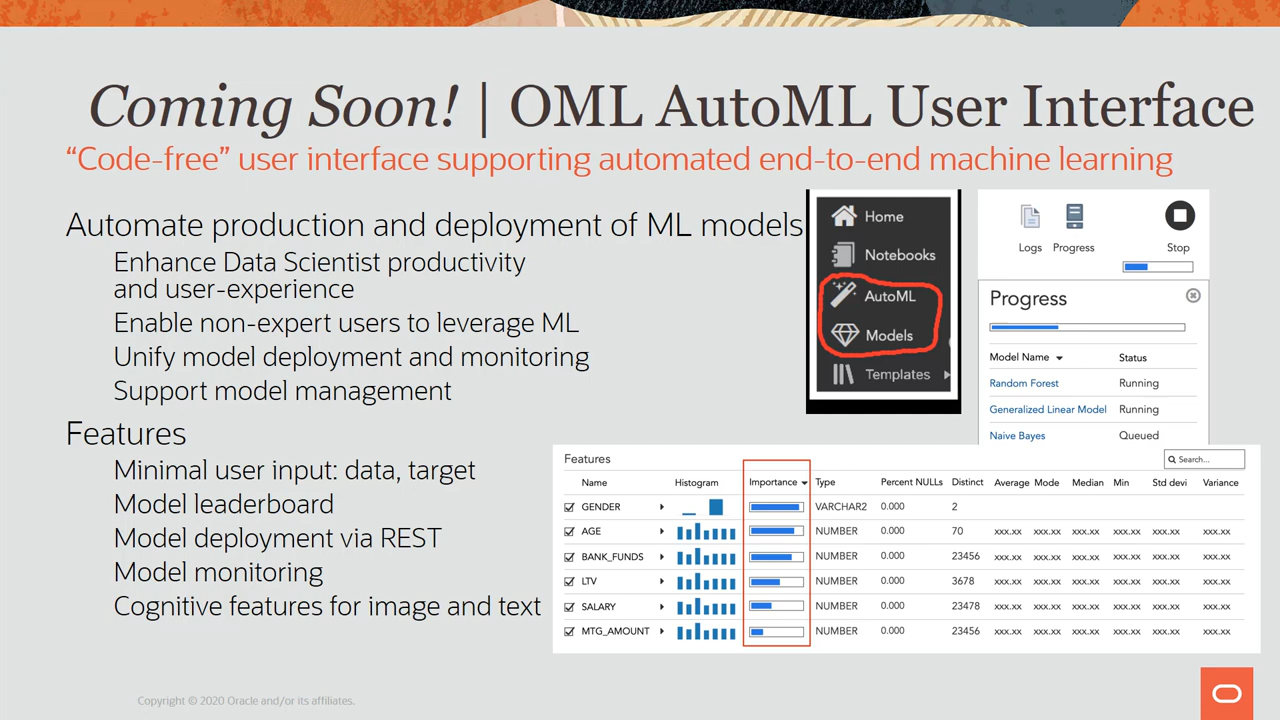 Coming Soon! | OML AutoML User Interface
“Code-free” user interface supporting automated end-to-end machine learning
Automate production and deployment of ML models
Enhance Data Scientist productivity
and user-experience
Enable non-expert users to leverage ML
Unify model deployment and monitoring
Support model management
Features
Minimal user input: data, target
Model leaderboard
Model deployment via REST
Model monitoring
Cognitive features for image and text
Home
Notebooks
AutoML
Models
Templates
Logs Progress Stop
Progress
Model Name Status
Random Forest Running
Generalized Linear Model Running
Naive Bayes Queued
Features Search...
Name Histogram Importance Type Percent NULLs Distinct Average Mode Median Min Std devi Variance
GENDER VARCHAR2 0.000 2
AGE NUMBER 0.000 70 xxx.xx xxx.xx xxx.xx xxx.xx xxx.xx xxx.xx
BANK_FUNDS NUMBER 0.000 23456 xxx.xx xxx.xx xxx.xx xxx.xx xxx.xx xxx.xx
LTV NUMBER 0.000 3678 xxx.xx xxx.xx xxx.xx xxx.xx xxx.xx xxx.xx
SALARY NUMBER 0.000 23478 xxx.xx xxx.xx xxx.xx xxx.xx xxx.xx xxx.xx
MTG_AMOUNT NUMBER 0.000 23456 xxx.xx xxx.xx xxx.xx xxx.xx xxx.xx xxx.xx
Copyright © 2020 Oracle and/or its affiliates.